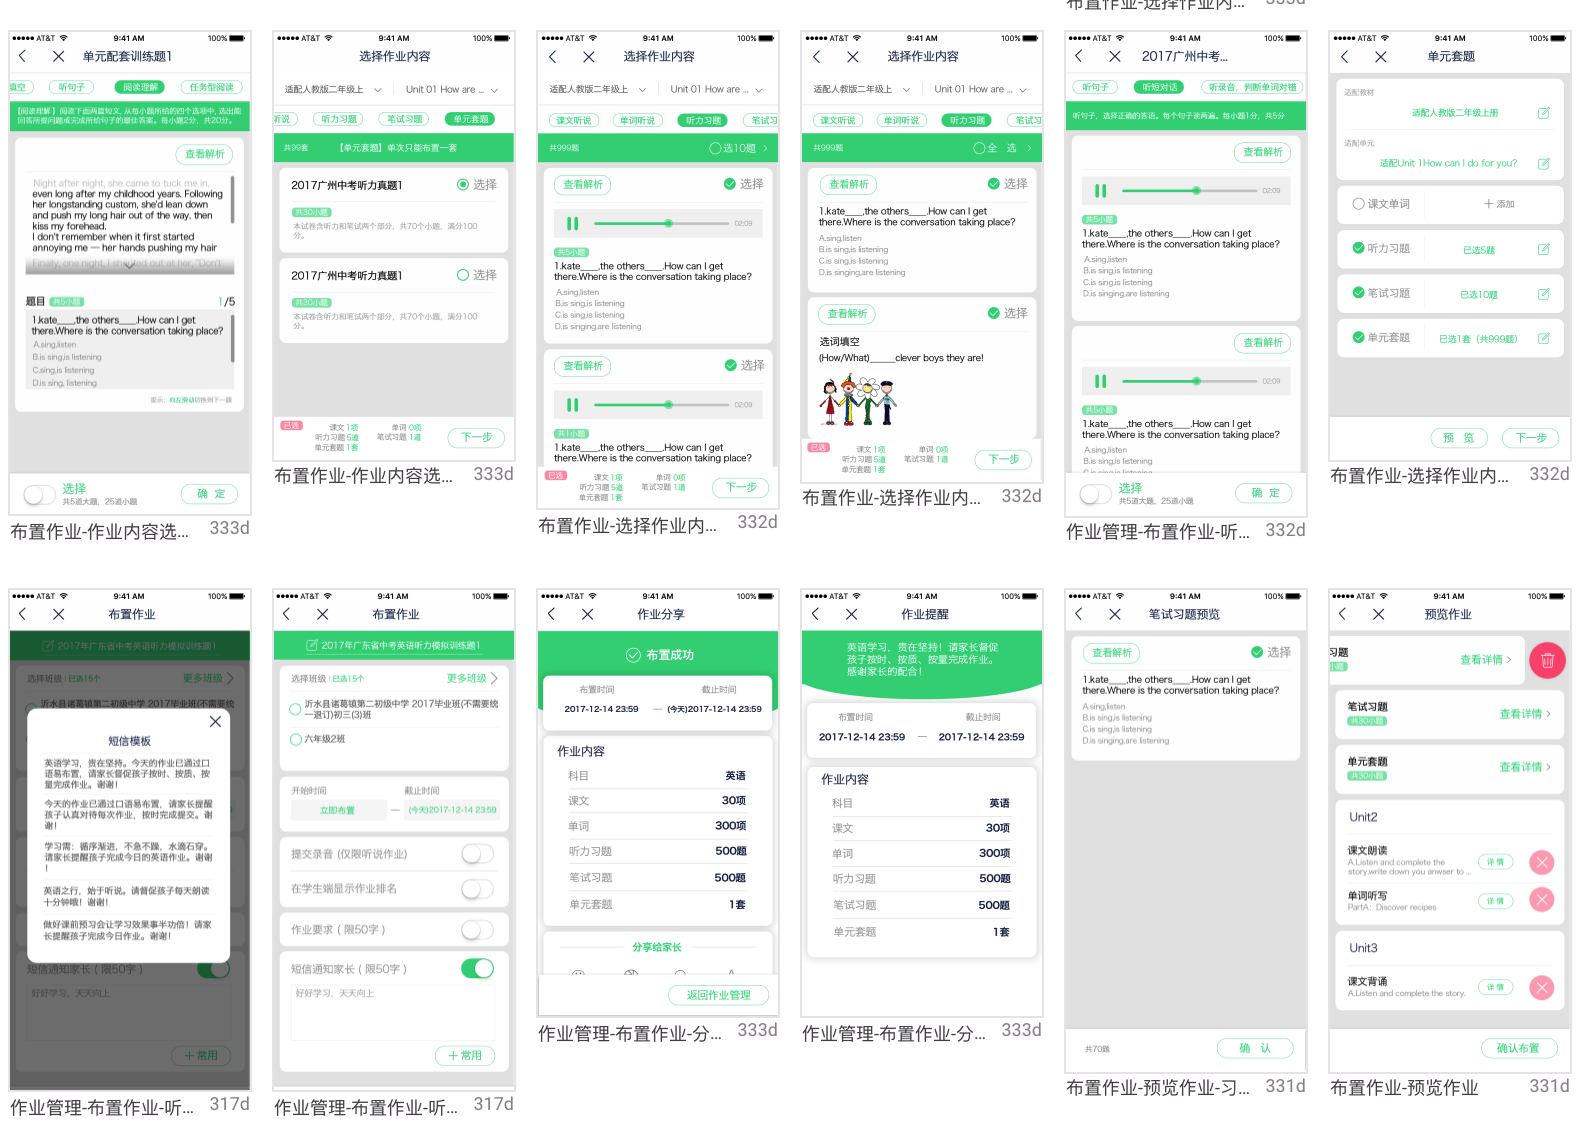 布置作业-选择作业内... 333d
●●●●● AT&T 9:41 AM 100%
单元配套训练题1
填空 听句子 阅读理解 任务型阅读
【阅读理解】阅读下面两篇短文, 从每小题所给的四个选项中, 选出能
回答所提问题或完成所给句子的最佳答案。每小题2分，共20分。
查看解析
Night after night, she came to tuck me in,
even long after my childhood years. Following
her longstanding custom, she'd lean down
and push my long hair out of the way, then
kiss my forehead.
I don't remember when it first started
annoying me — her hands pushing my hair
Finally, one night, I shouted out at her, "Don't
题目 共5小题 1/5
1.kate____,the others____.How can I get
there.Where is the conversation taking place?
A.sing,listen
B.is sing,is listening
C.sing,is listening
D.is sing, listening
提示：向左滑动切换到下一题
选择
共5道大题，25道小题
确 定
布置作业-作业内容选... 333d
●●●●● AT&T 9:41 AM 100%
选择作业内容
适配人教版二年级上 Unit 01 How are ...
听说 听力习题 笔试习题 单元套题
共99套 【单元套题】单次只能布置一套
2017广州中考听力真题1 选择
共30小题
本试卷含听力和笔试两个部分，共70个小题，满分100
分。
2017广州中考听力真题1 选择
共30小题
本试卷含听力和笔试两个部分，共70个小题，满分100
分。
已选 课文 1项 单词 0项
听力习题 5道 笔试习题 1道
单元套题 1套
下一步
布置作业-作业内容选... 333d
●●●●● AT&T 9:41 AM 100%
选择作业内容
适配人教版二年级上 Unit 01 How are ...
课文听说 单词听说 听力习题 笔试习
共999题 选10题
查看解析 选择
02:09
共5小题
1.kate____,the others____.How can I get
there.Where is the conversation taking place?
A.sing,listen
B.is sing,is listening
C.is sing,is listening
D.is singing,are listening
查看解析 选择
02:09
共1小题
1.kate____,the others____.How can I get
there.Where is the conversation taking place?
已选 课文 1项 单词 0项
听力习题 5道 笔试习题 1道
单元套题 1套
下一步
布置作业-选择作业内... 332d
●●●●● AT&T 9:41 AM 100%
选择作业内容
适配人教版二年级上 Unit 01 How are ...
课文听说 单词听说 听力习题 笔试习
共999题 全 选
查看解析 选择
1.kate____,the others____.How can I get
there.Where is the conversation taking place?
A.sing,listen
B.is sing,is listening
C.is sing,is listening
D.is singing,are listening
查看解析 选择
选词填空
(How/What)______clever boys they are!
已选 课文 1项 单词 0项
听力习题 5道 笔试习题 1道
单元套题 1套
下一步
布置作业-选择作业内... 332d
●●●●● AT&T 9:41 AM 100%
2017广州中考...
听句子 听短对话 听录音，判断单词对错
听句子，选择正确的答语。每个句子读两遍。每小题1分，共5分
查看解析
02:09
共5小题
1.kate____,the others____.How can I get
there.Where is the conversation taking place?
A.sing,listen
B.is sing,is listening
C.is sing,is listening
D.is singing,are listening
查看解析
02:09
共5小题
1.kate____,the others____.How can I get
there.Where is the conversation taking place?
A.sing,listen
B.is sing,is listening
选择
共5道大题，25道小题
确 定
作业管理-布置作业-听... 332d
●●●●● AT&T 9:41 AM 100%
单元套题
适配教材
适配人教版二年级上册
适配单元
适配Unit 1How can I do for you?
课文单词 添加
听力习题 已选5题
笔试习题 已选10题
单元套题 已选1套（共999题）
预 览 下一步
布置作业-选择作业内... 332d
●●●●● AT&T 9:41 AM 100%
布置作业
2017年广东省中考英语听力模拟训练题1
选择班级 已选15个 更多班级
沂水县诸葛镇第二初级中学 2017毕业班(不需要统
一退订)初三(3)班
短信模板
英语学习，贵在坚持。今天的作业已通过口
语易布置，请家长督促孩子按时、按质、按
量完成作业。谢谢!
今天的作业已通过口语易布置，请家长提醒
孩子认真对待每次作业，按时完成提交。谢
谢!
学习需：循序渐进，不急不躁，水滴石穿。
请家长提醒孩子完成今日的英语作业。谢谢
!
英语之行，始于听说。请督促孩子每天朗读
十分钟哦！谢谢!
做好课前预习会让学习效果事半功倍！请家
长提醒孩子完成今日作业。谢谢!
短信通知家长 ( 限50字 )
好好学习，天天向上
常用
作业管理-布置作业-听... 317d
●●●●● AT&T 9:41 AM 100%
布置作业
2017年广东省中考英语听力模拟训练题1
选择班级 已选15个 更多班级
沂水县诸葛镇第二初级中学 2017毕业班(不需要统
一退订)初三(3)班
六年级2班
开始时间 截止时间
立即布置 — (今天)2017-12-14 23:59
提交录音 (仅限听说作业)
在学生端显示作业排名
作业要求 ( 限50字 )
短信通知家长 ( 限50字 )
好好学习，天天向上
常用
作业管理-布置作业-听... 317d
●●●●● AT&T 9:41 AM 100%
作业分享
布置成功
布置时间 截止时间
2017-12-14 23:59 — (今天)2017-12-14 23:59
作业内容
科目 英语
课文 30项
单词 300项
听力习题 500题
笔试习题 500题
单元套题 1套
分享给家长
返回作业管理
作业管理-布置作业-分... 333d
●●●●● AT&T 9:41 AM 100%
作业提醒
英语学习，贵在坚持！请家长督促
孩子按时、按质、按量完成作业。
感谢家长的配合！
布置时间 截止时间
2017-12-14 23:59 — 2017-12-14 23:59
作业内容
科目 英语
课文 30项
单词 300项
听力习题 500题
笔试习题 500题
单元套题 1套
作业管理-布置作业-分... 333d
●●●●● AT&T 9:41 AM 100%
笔试习题预览
查看解析 选择
1.kate____,the others____.How can I get
there.Where is the conversation taking place?
A.sing,listen
B.is sing,is listening
C.is sing,is listening
D.is singing,are listening
共70题 确 认
布置作业-预览作业-习... 331d
●●●●● AT&T 9:41 AM 100%
预览作业
习题 查看详情
小题
笔试习题 查看详情
共30小题
单元套题 查看详情
共30小题
Unit2
课文朗读
A.Listen and complete the
story,write down you anwser to ...
详 情
单词听写
PartA：Discover recipes
详 情
Unit3
课文背诵
A.Listen and complete the story.
详 情
确认布置
布置作业-预览作业 331d